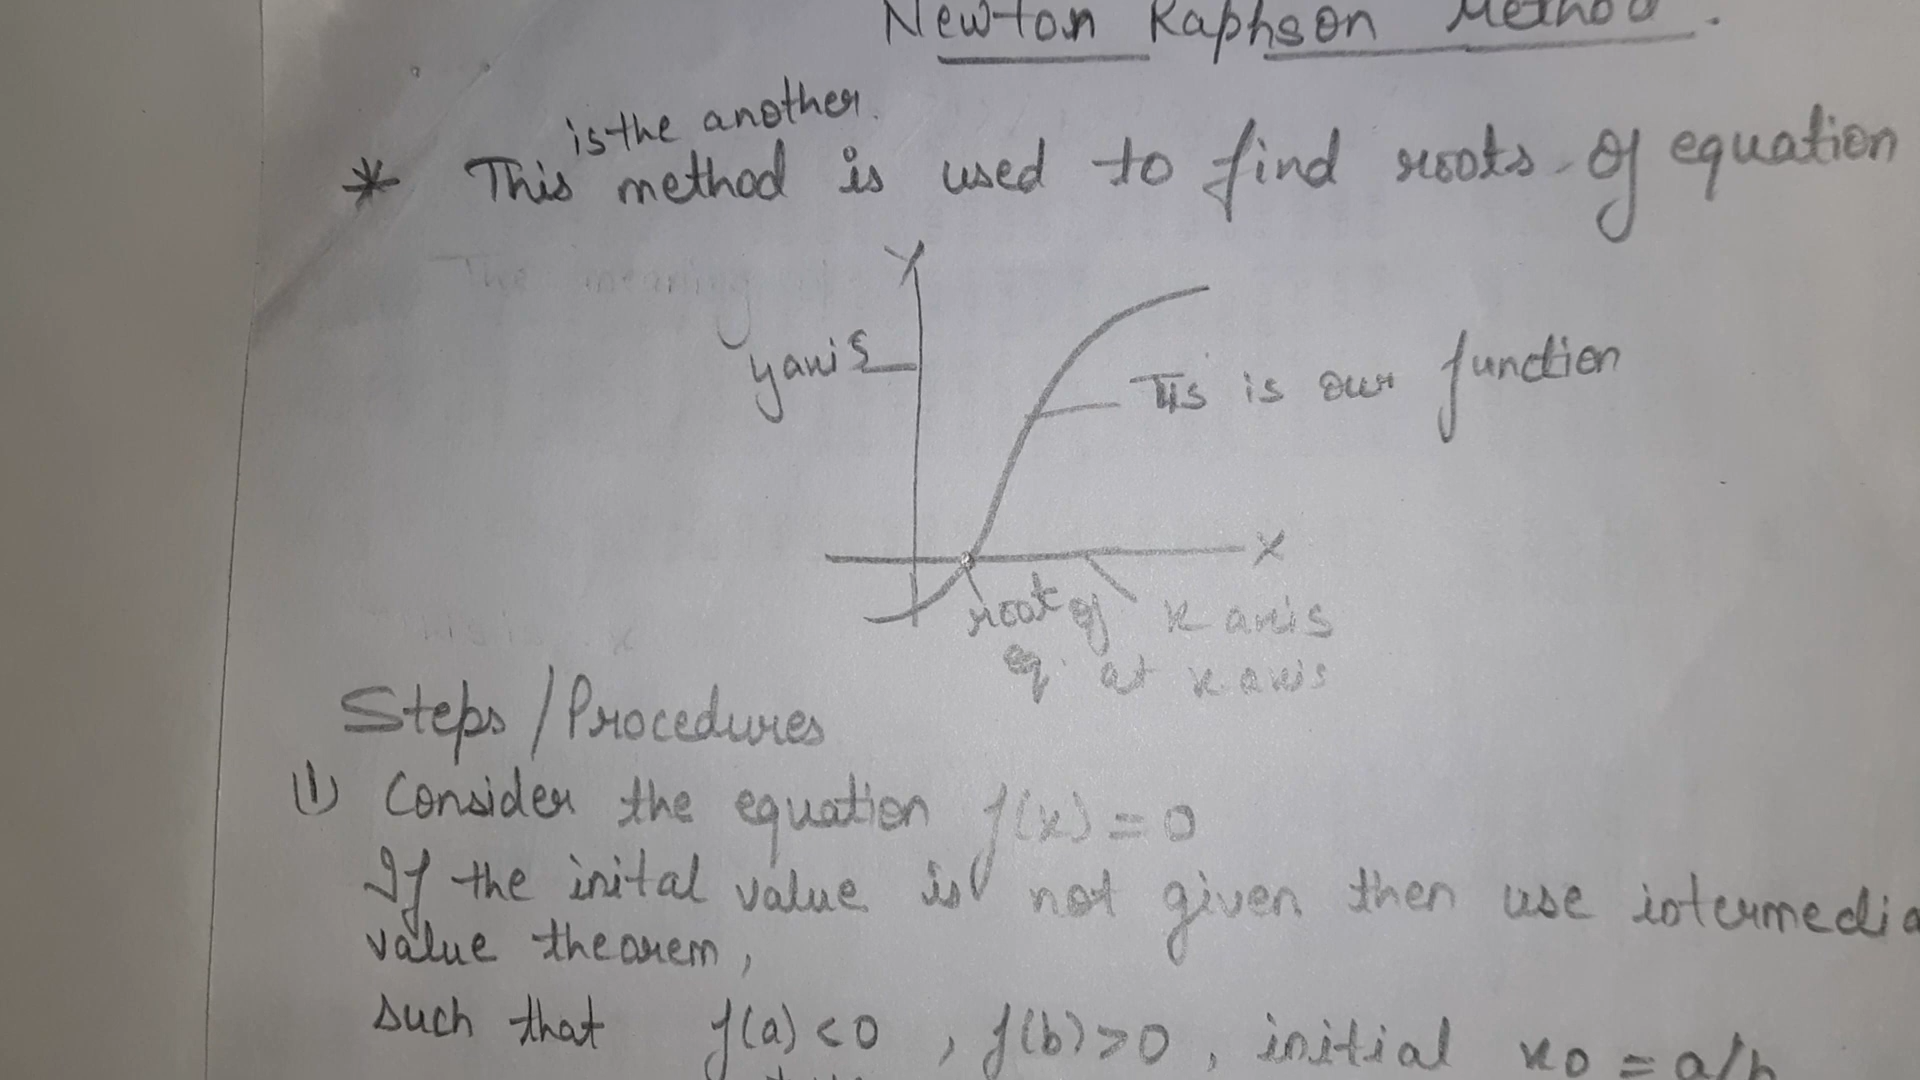 Newton Raphson Method.
is the another.
* This method is used to find roots of equation
Y
y axis
This is our function
X
root of x axis
eq. at x axis
Steps / Procedures
(1) Consider the equation f(x) = 0
If the inital value is not given then use
value theorem,
such that f(a) < 0 , f(b) > 0 , initial x0 = a/b